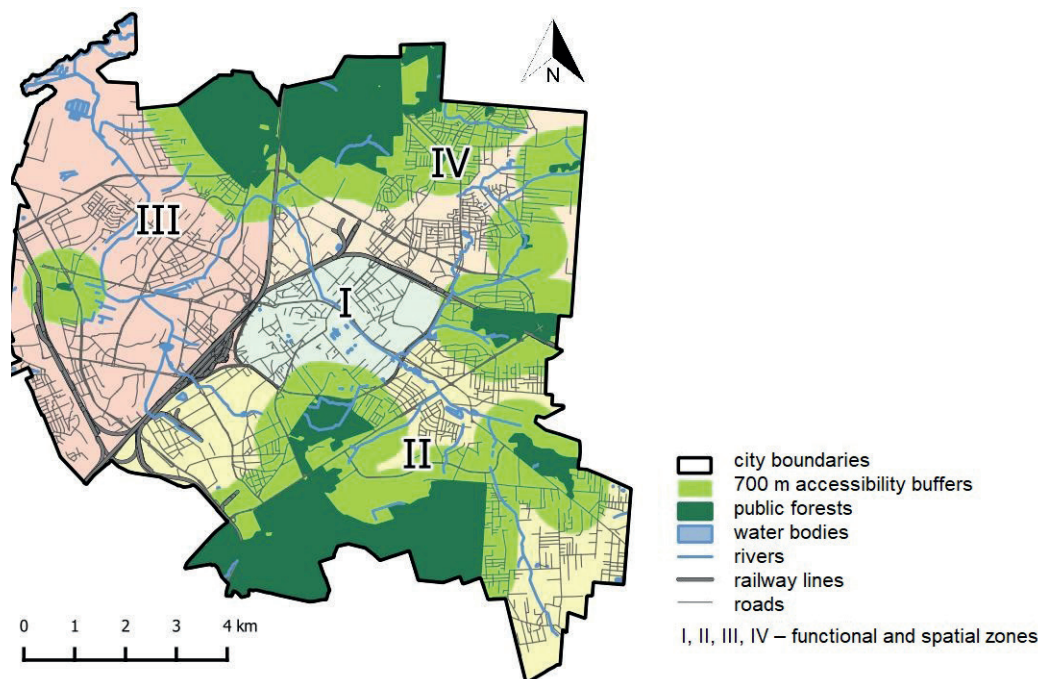 N
IV
III
I
II
city boundaries
700 m accessibility buffers
public forests
water bodies
rivers
railway lines
roads
I, II, III, IV – functional and spatial zones
0 1 2 3 4 km